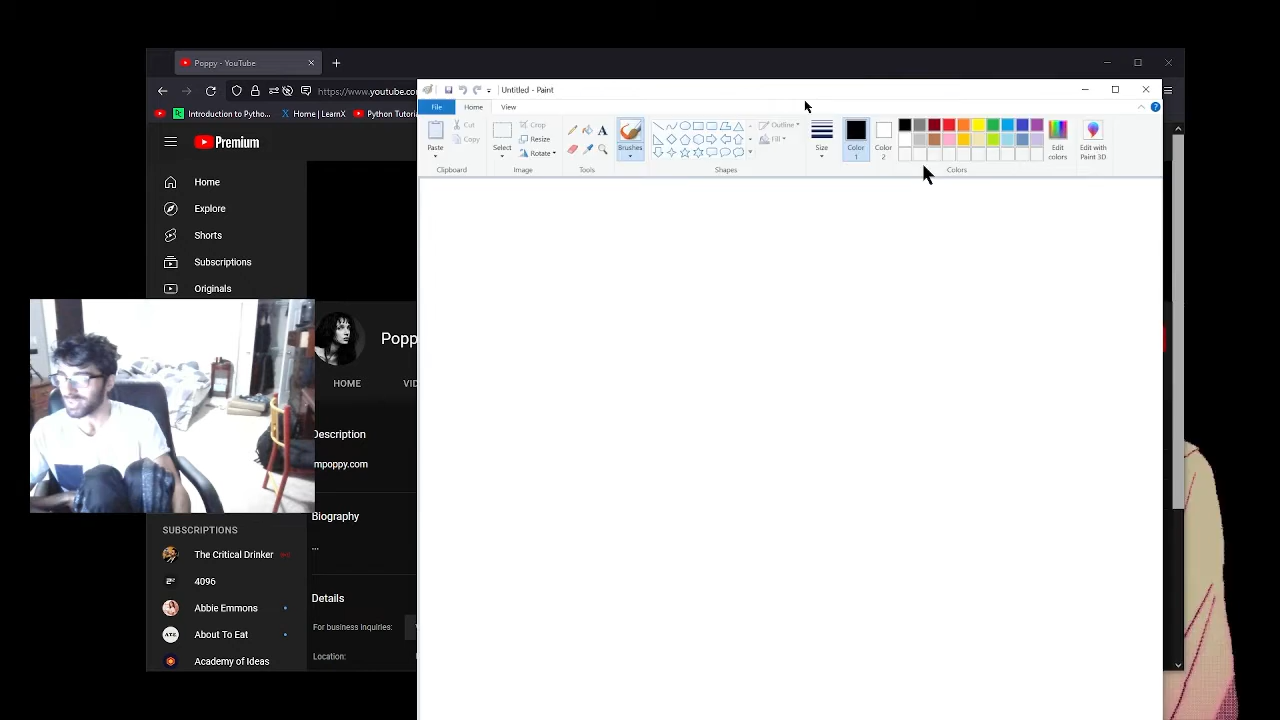 Poppy - YouTube
https://www.youtube.co
Introduction to Pytho...
Home | LearnX
Python Tutori
Untitled - Paint
File
Home
View
Cut
Copy
Paste
Crop
Resize
Rotate
Select
Brushes
Outline
Fill
Size
Color
1
Color
2
Edit
colors
Edit with
Paint 3D
Clipboard
Image
Tools
Shapes
Colors
Premium
Home
Explore
Shorts
Subscriptions
Originals
Popp
HOME
VID
Description
mpoppy.com
Biography
...
Details
For business inquiries:
Location:
SUBSCRIPTIONS
The Critical Drinker
4096
Abbie Emmons
About To Eat
Academy of Ideas